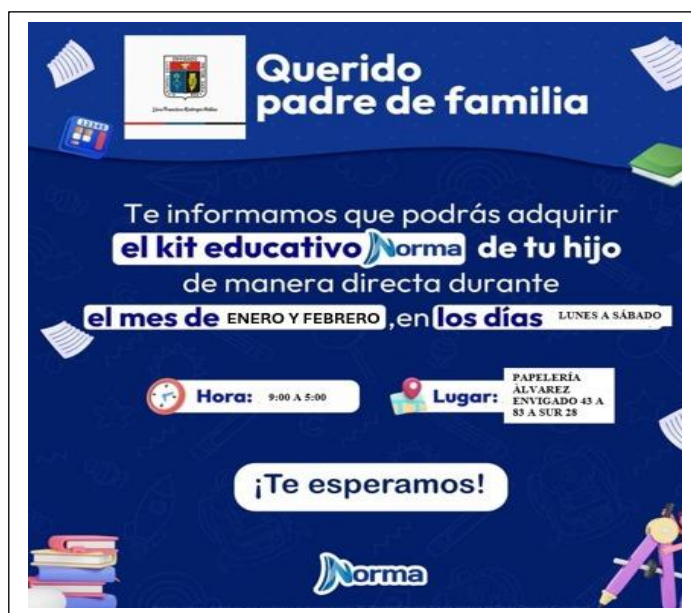 ENVIGADO
Querido
padre de familia
Te informamos que podrás adquirir
el kit educativo Norma de tu hijo
de manera directa durante
el mes de ENERO Y FEBRERO ,en los días LUNES A SÁBADO
Hora: 9:00 A 5:00
Lugar: PAPELERÍA
ÀLVAREZ
ENVIGADO 43 A
83 A SUR 28
¡Te esperamos!
Norma